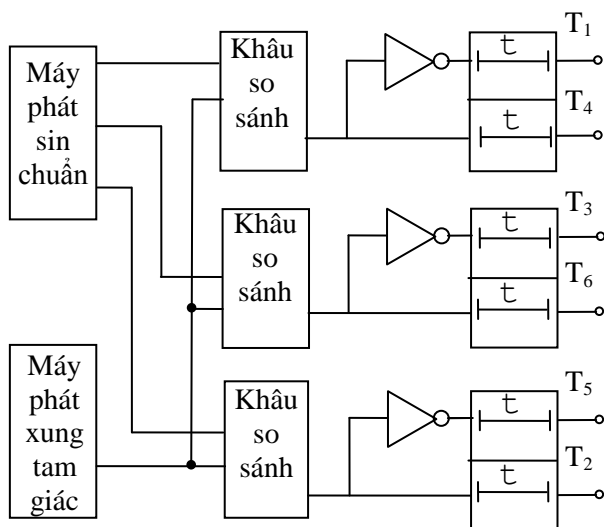 Máy
phát
sin
chuẩn
Khâu
so
sánh
t
T1
t
T4
Khâu
so
sánh
t
T3
t
T6
Máy
phát
xung
tam
giác
Khâu
so
sánh
t
T5
t
T2